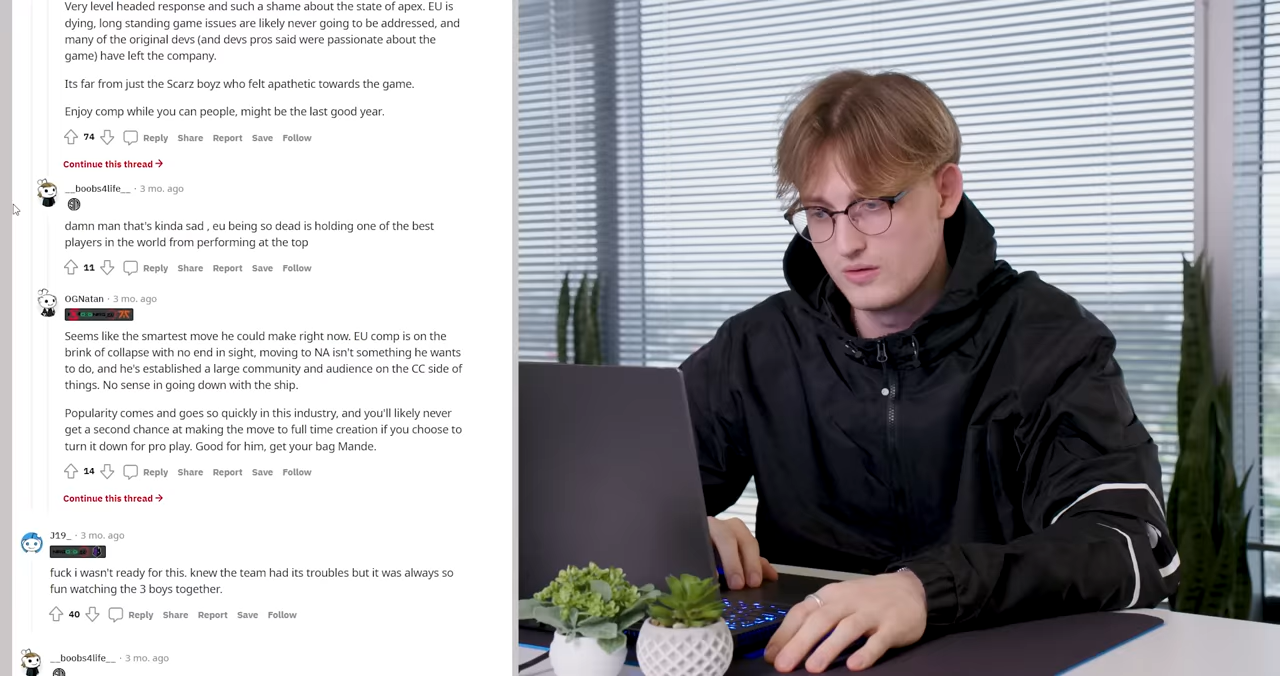 Very level headed response and such a shame about the state of apex. EU is
dying, long standing game issues are likely never going to be addressed, and
many of the original devs (and devs pros said were passionate about the
game) have left the company.
Its far from just the Scarz boyz who felt apathetic towards the game.
Enjoy comp while you can people, might be the last good year.
74 Reply Share Report Save Follow
Continue this thread →
__boobs4life__ · 3 mo. ago
damn man that's kinda sad , eu being so dead is holding one of the best
players in the world from performing at the top
11 Reply Share Report Save Follow
OGNatan · 3 mo. ago
Seems like the smartest move he could make right now. EU comp is on the
brink of collapse with no end in sight, moving to NA isn't something he wants
to do, and he's established a large community and audience on the CC side of
things. No sense in going down with the ship.
Popularity comes and goes so quickly in this industry, and you'll likely never
get a second chance at making the move to full time creation if you choose to
turn it down for pro play. Good for him, get your bag Mande.
14 Reply Share Report Save Follow
Continue this thread →
J19_ · 3 mo. ago
fuck i wasn't ready for this. knew the team had its troubles but it was always so
fun watching the 3 boys together.
40 Reply Share Report Save Follow
__boobs4life__ · 3 mo. ago